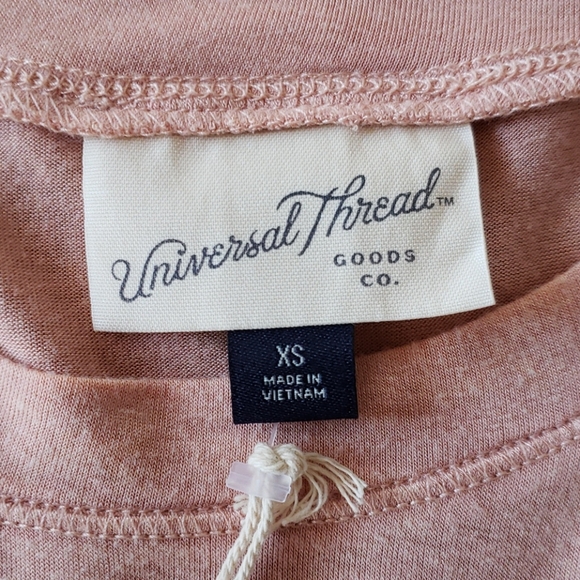 Universal Thread™
GOODS
CO.
XS
MADE IN
VIETNAM